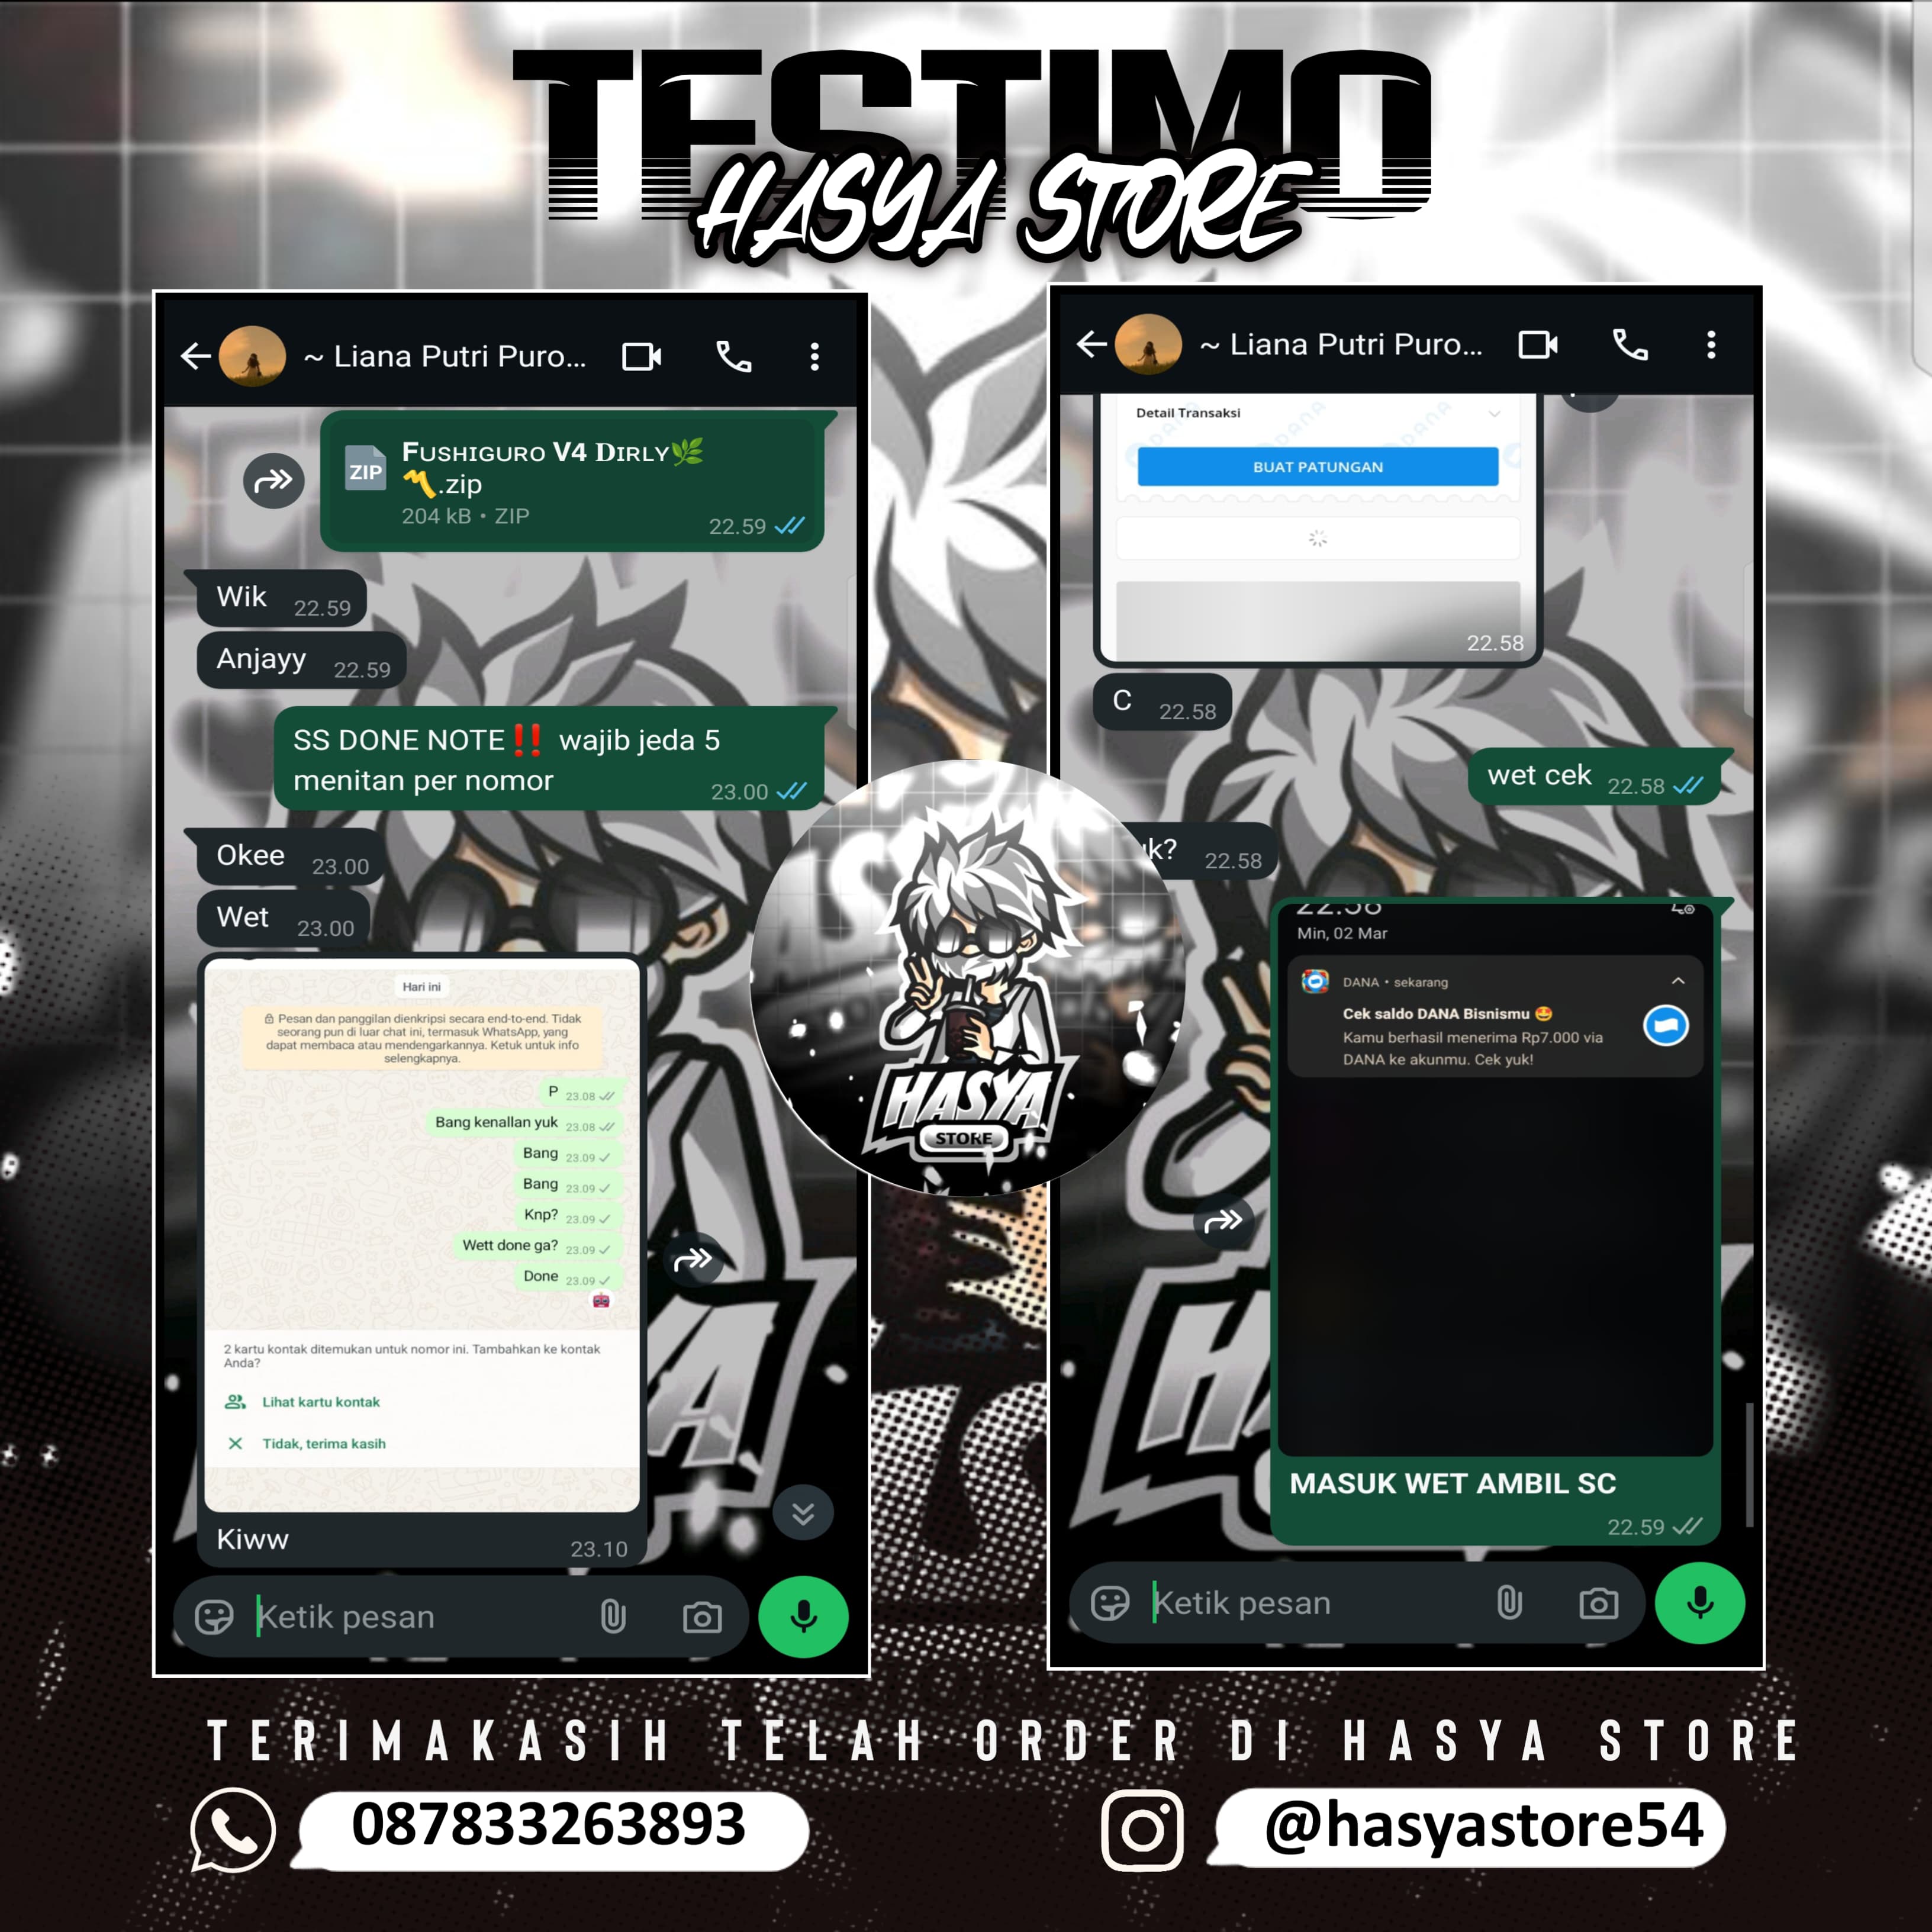 TESTIMO
HASYA STORE
~ Liana Putri Puro...
Fushiguro V4 Dirly🌿
〽️.zip
ZIP
204 kB • ZIP
22.59
Wik 22.59
Anjayy 22.59
SS DONE NOTE‼️ wajib jeda 5
menitan per nomor
23.00
Okee 23.00
Wet 23.00
Hari ini
Pesan dan panggilan dienkripsi secara end-to-end. Tidak
seorang pun di luar chat ini, termasuk WhatsApp, yang
dapat membaca atau mendengarkannya. Ketuk untuk info
selengkapnya.
P 23.08
Bang kenallan yuk 23.08
Bang 23.09
Bang 23.09
Knp? 23.09
Wett done ga? 23.09
Done 23.09
2 kartu kontak ditemukan untuk nomor ini. Tambahkan ke kontak
Anda?
Lihat kartu kontak
Tidak, terima kasih
Kiww 23.10
Ketik pesan
~ Liana Putri Puro...
Detail Transaksi
BUAT PATUNGAN
22.58
C 22.58
wet cek 22.58
k? 22.58
22.58
Min, 02 Mar
DANA • sekarang
Cek saldo DANA Bisnismu 🤩
Kamu berhasil menerima Rp7.000 via
DANA ke akunmu. Cek yuk!
MASUK WET AMBIL SC
22.59
Ketik pesan
HASYA
STORE
TERIMAKASIH TELAH ORDER DI HASYA STORE
087833263893
@hasyastore54